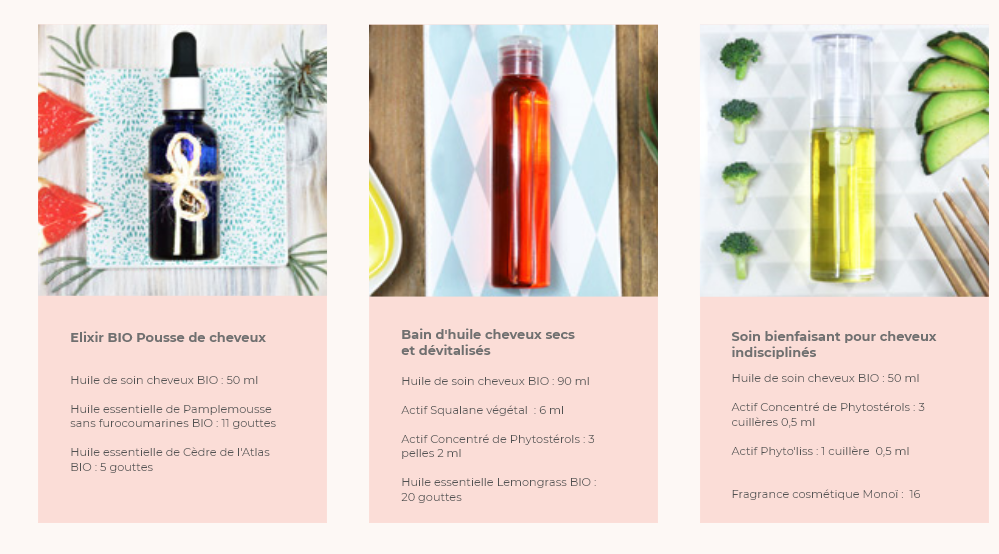 Elixir BIO Pousse de cheveux
Huile de soin cheveux BIO : 50 ml
Huile essentielle de Pamplemousse
sans furocoumarines BIO : 11 gouttes
Huile essentielle de Cèdre de l'Atlas
BIO : 5 gouttes
Bain d'huile cheveux secs
et dévitalisés
Huile de soin cheveux BIO : 90 ml
Actif Squalane végétal  : 6 ml
Actif Concentré de Phytostérols : 3
pelles 2 ml
Huile essentielle Lemongrass BIO :
20 gouttes
Soin bienfaisant pour cheveux
indisciplinés
Huile de soin cheveux BIO : 50 ml
Actif Concentré de Phytostérols : 3
cuillères 0,5 ml
Actif Phyto'liss : 1 cuillère  0,5 ml
Fragrance cosmétique Monoï :  16